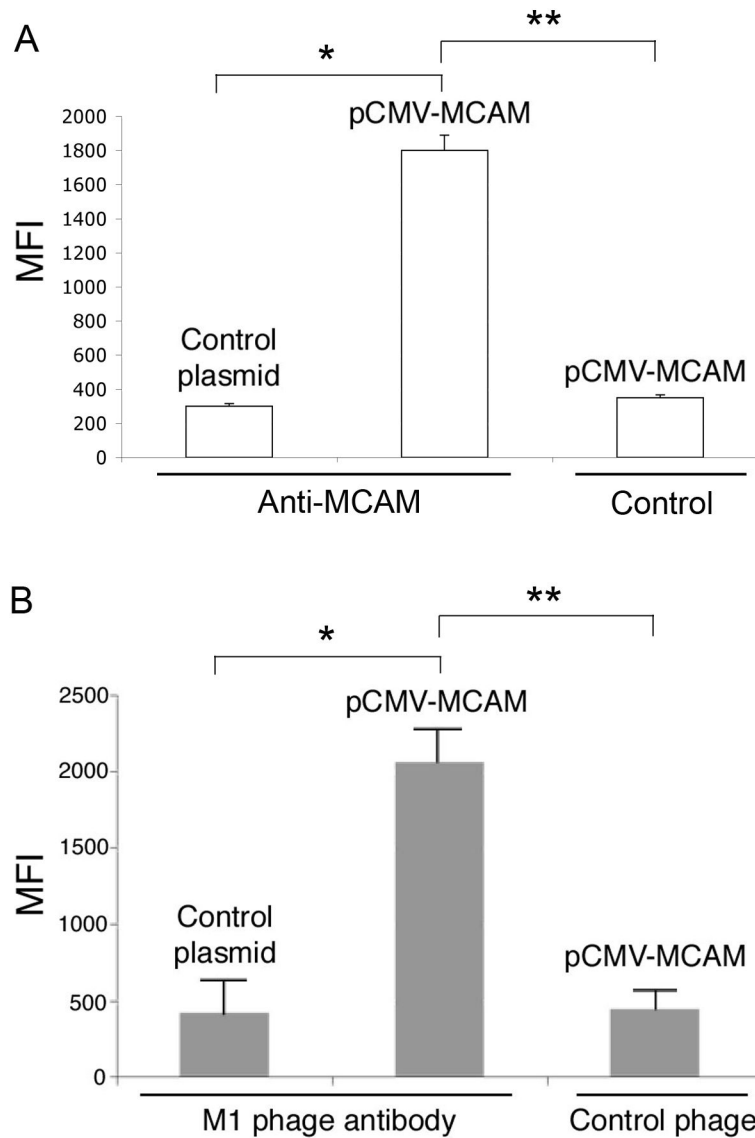 A
*
**
pCMV-MCAM
2000
1800
1600
1400
1200
1000
800
600
400
200
0
MFI
Control
plasmid
pCMV-MCAM
Anti-MCAM
Control
B
*
**
pCMV-MCAM
2500
2000
1500
1000
500
0
MFI
Control
plasmid
pCMV-MCAM
M1 phage antibody
Control phage